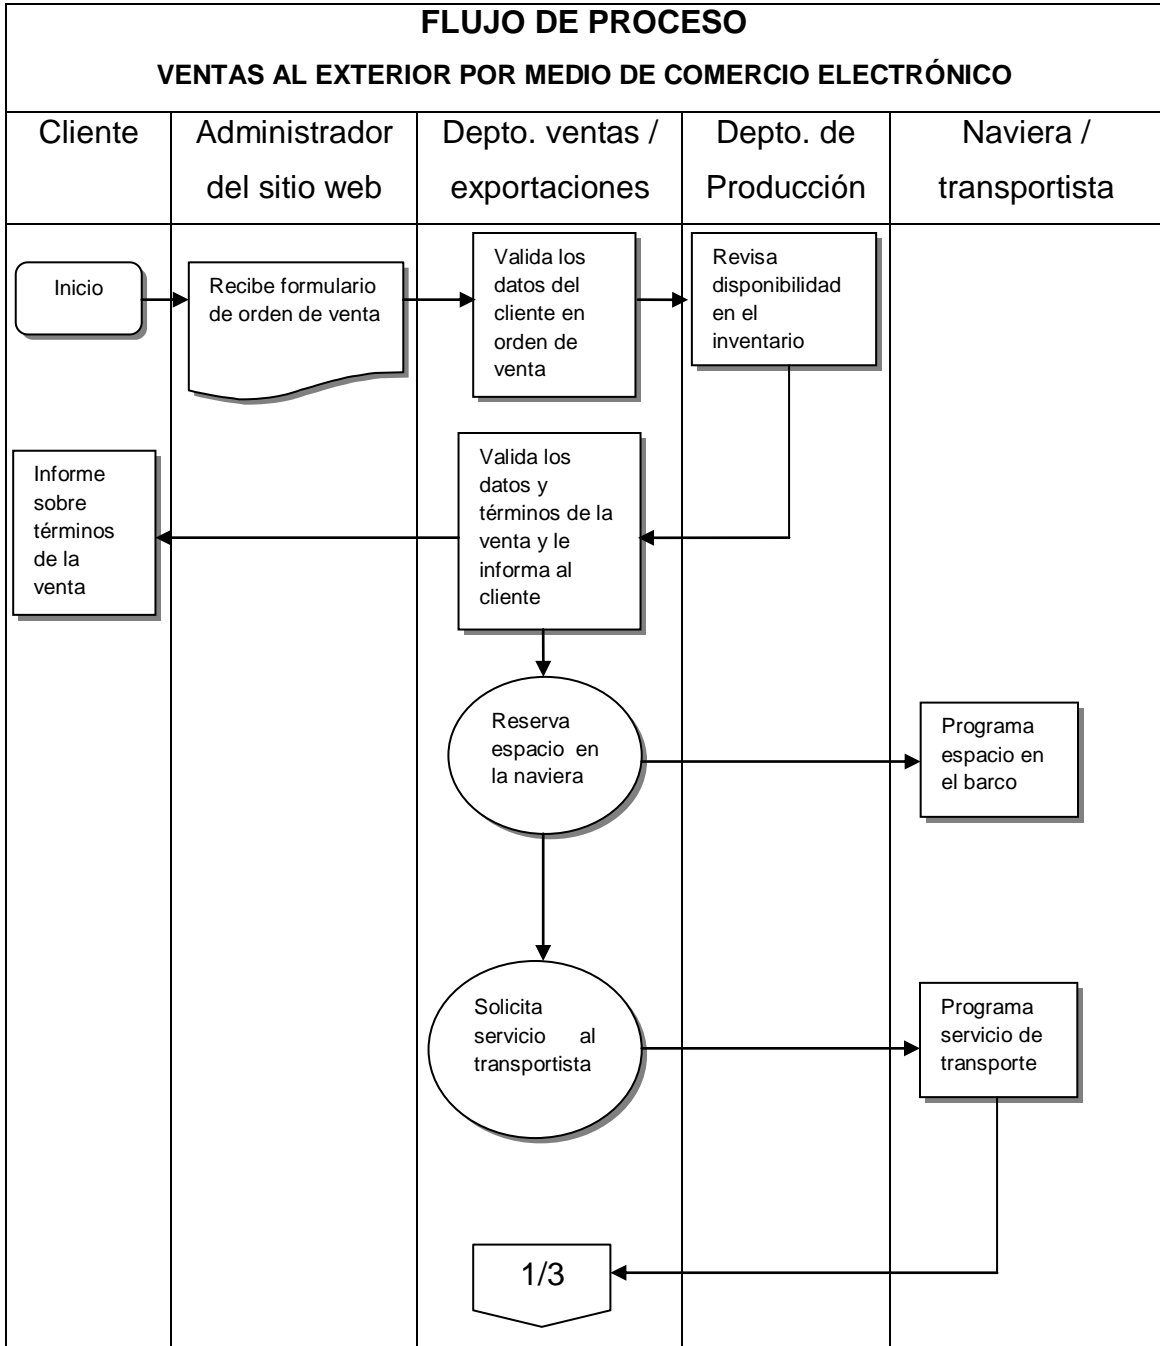 FLUJO DE PROCESO
VENTAS AL EXTERIOR POR MEDIO DE COMERCIO ELECTRÓNICO
Cliente
Administrador
del sitio web
Depto. ventas /
exportaciones
Depto. de
Producción
Naviera /
transportista
Inicio
Recibe formulario
de orden de venta
Valida los
datos del
cliente en
orden de
venta
Revisa
disponibilidad
en el
inventario
Informe
sobre
términos
de la
venta
Valida los
datos y
términos de la
venta y le
informa al
cliente
Reserva
espacio en
la naviera
Programa
espacio en
el barco
Solicita
servicio al
transportista
Programa
servicio de
transporte
1/3